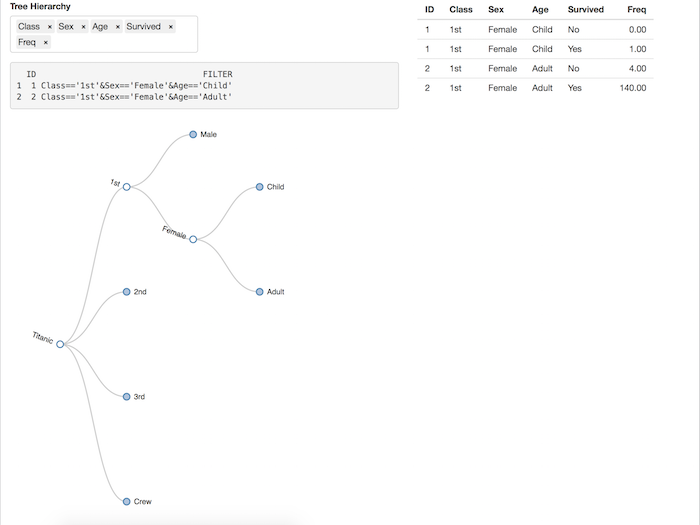 Tree Hierarchy
Class × Sex × Age × Survived ×
Freq ×
ID FILTER
1 1 Class=='1st'&Sex=='Female'&Age=='Child'
2 2 Class=='1st'&Sex=='Female'&Age=='Adult'
ID Class Sex Age Survived Freq
1 1st Female Child No 0.00
1 1st Female Child Yes 1.00
2 1st Female Adult No 4.00
2 1st Female Adult Yes 140.00
Male
1st
Child
Female
2nd
Adult
Titanic
3rd
Crew